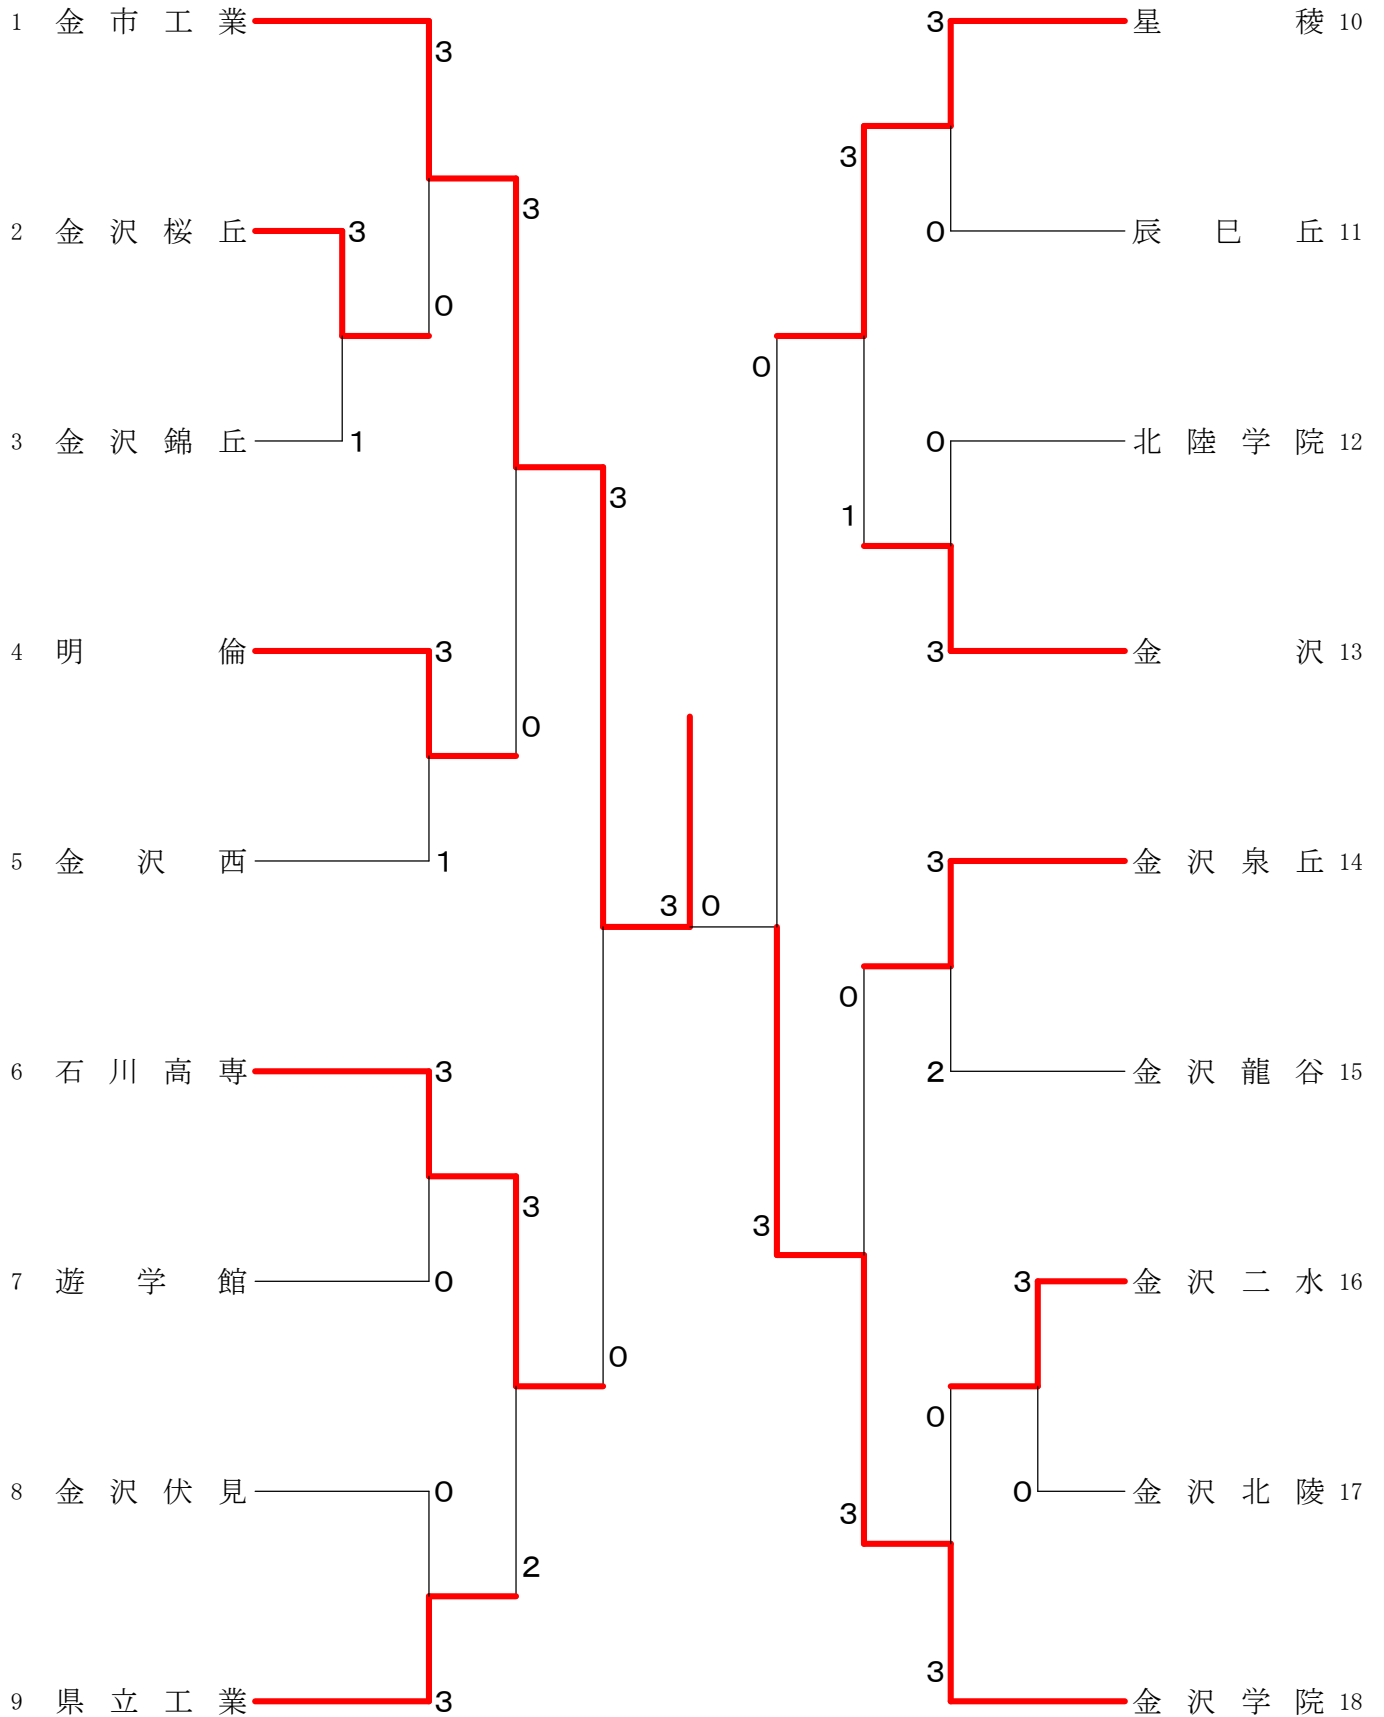 1 金市工業
3
2 金沢桜丘
3
3
0
3 金沢錦丘
1
3
4 明倫
3
0
5 金沢西
1
6 石川高専
3
3
7 遊学館
0
0
8 金沢伏見
0
2
9 県立工業
3
3 0
3
星稜 10
3
0
辰巳丘 11
0
0
北陸学院 12
1
3
金沢 13
3
金沢泉丘 14
0
2
金沢龍谷 15
3
3
金沢二水 16
0
0
金沢北陵 17
3
3
金沢学院 18